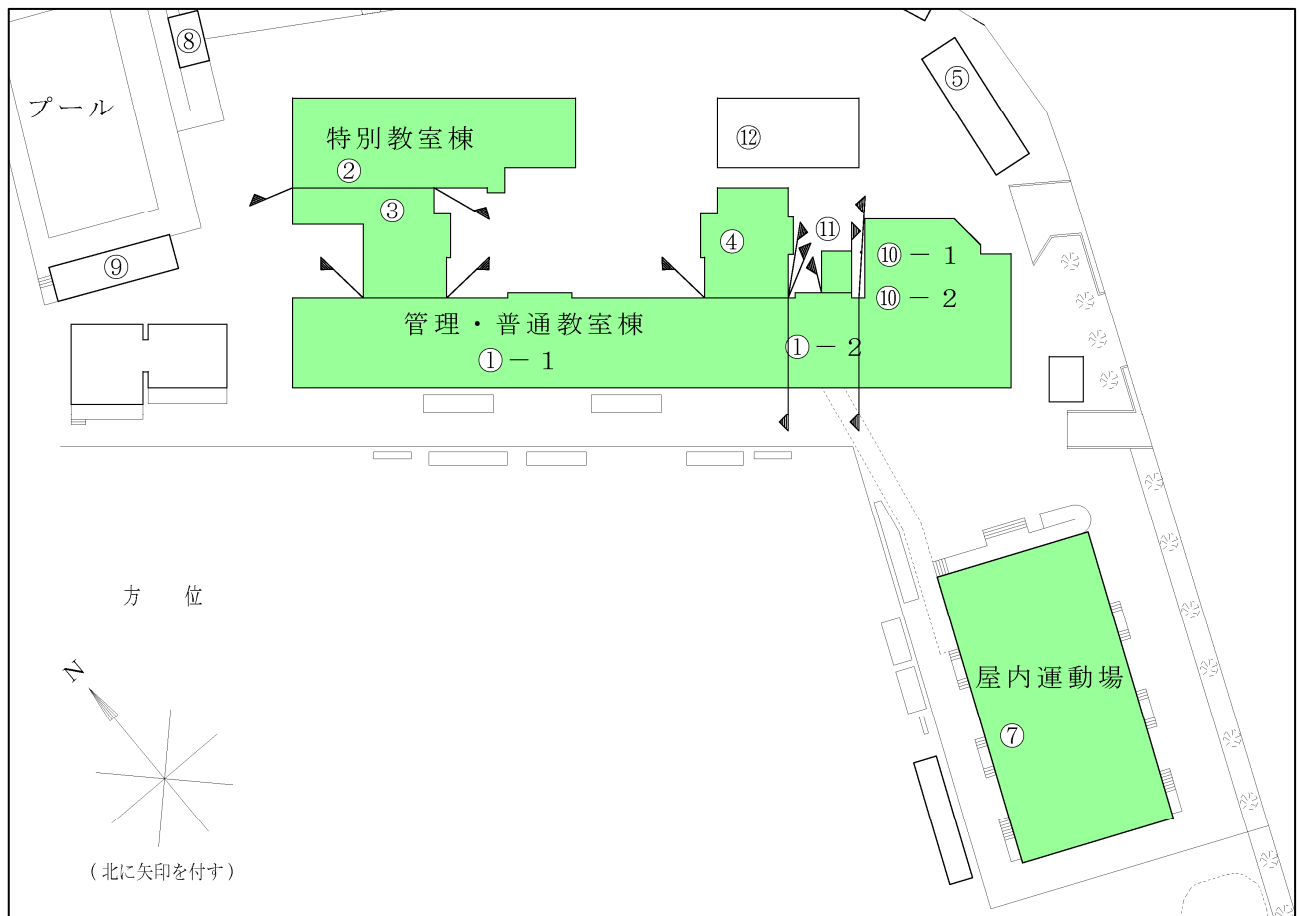 ⑧
⑤
プール
特別教室棟
⑫
②
③
④
⑪
⑩－１
⑨
⑩－２
管理・普通教室棟
①－２
①－１
方　位
N
屋内運動場
⑦
（北に矢印を付す）